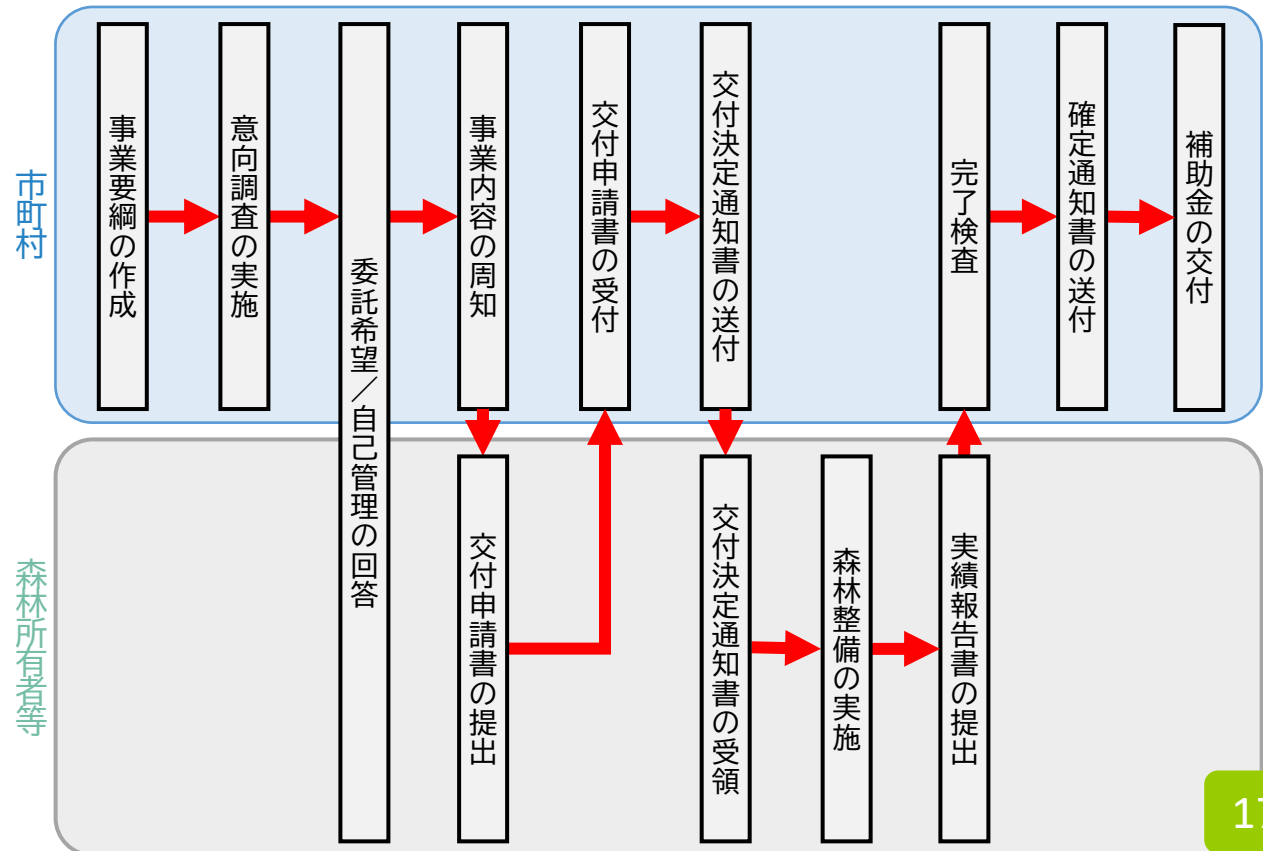 市町村
事業要綱の作成
意向調査の実施
委託希望／自己管理の回答
事業内容の周知
交付申請書の受付
交付決定通知書の送付
完了検査
確定通知書の送付
補助金の交付
森林所有者等
交付申請書の提出
交付決定通知書の受領
森林整備の実施
実績報告書の提出
17